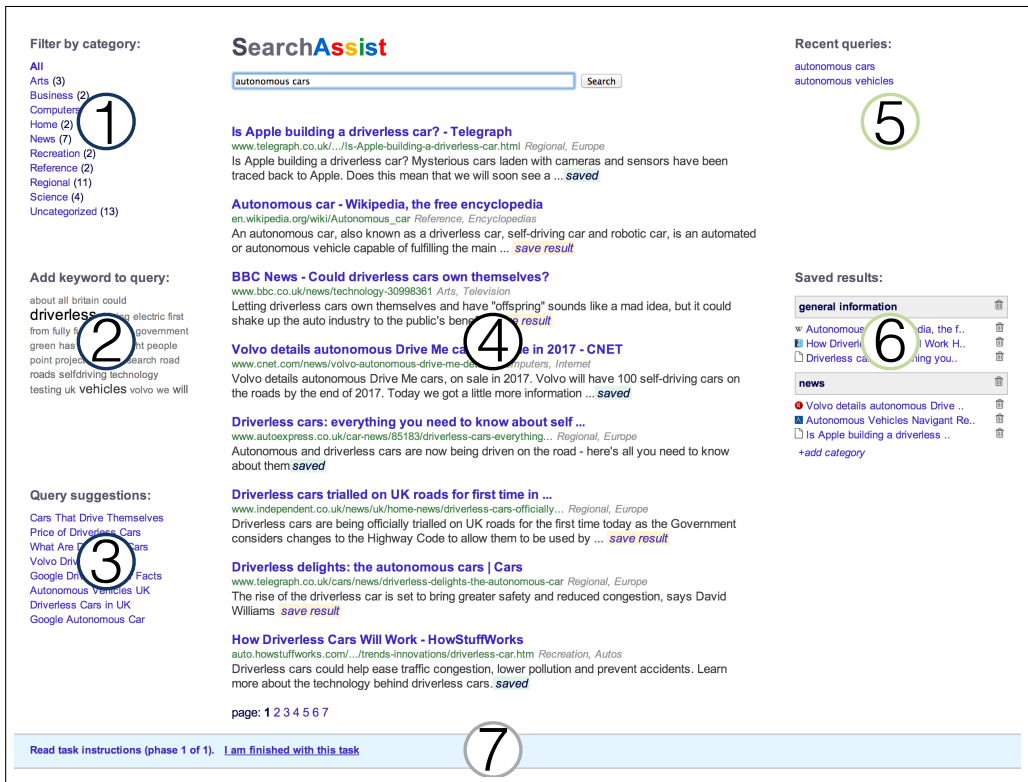 Filter by category:
All
Arts (3)
Business (2)
Computers
Home (2)
News (7)
Recreation (2)
Reference (2)
Regional (11)
Science (4)
Uncategorized (13)
1
Add keyword to query:
about all britain could
driverless electric first
from fully government
green has people
point road
roads selfdriving technology
testing uk vehicles volvo we will
2
Query suggestions:
Cars That Drive Themselves
Price of Driverless Cars
What Are Cars
Volvo
Google Facts
Autonomous Vehicles UK
Driverless Cars in UK
Google Autonomous Car
3
SearchAssist
autonomous cars Search
Is Apple building a driverless car? - Telegraph
www.telegraph.co.uk/.../Is-Apple-building-a-driverless-car.html Regional, Europe
Is Apple building a driverless car? Mysterious cars laden with cameras and sensors have been
traced back to Apple. Does this mean that we will soon see a ... saved
Autonomous car - Wikipedia, the free encyclopedia
en.wikipedia.org/wiki/Autonomous_car Reference, Encyclopedias
An autonomous car, also known as a driverless car, self-driving car and robotic car, is an automated
or autonomous vehicle capable of fulfilling the main ... save result
BBC News - Could driverless cars own themselves?
www.bbc.co.uk/news/technology-30998361 Arts, Television
Letting driverless cars own themselves and have "offspring" sounds like a mad idea, but it could
shake up the auto industry to the public's result
4
Volvo details autonomous Drive Me in 2017 - CNET
www.cnet.com/news/volvo-autonomous-drive-me- Internet
Volvo details autonomous Drive Me cars, on sale in 2017. Volvo will have 100 self-driving cars on
the roads by the end of 2017. Today we got a little more information ... saved
Driverless cars: everything you need to know about self ...
www.autoexpress.co.uk/car-news/85183/driverless-cars-everything... Regional, Europe
Autonomous and driverless cars are now being driven on the road - here's all you need to know
about them saved
Driverless cars trialled on UK roads for first time in ...
www.independent.co.uk/news/uk/home-news/driverless-cars-officially... Regional, Europe
Driverless cars are being officially trialled on UK roads for the first time today as the Government
considers changes to the Highway Code to allow them to be used by ... save result
Driverless delights: the autonomous cars | Cars
www.telegraph.co.uk/cars/news/driverless-delights-the-autonomous-car Regional, Europe
The rise of the driverless car is set to bring greater safety and reduced congestion, says David
Williams save result
How Driverless Cars Will Work - HowStuffWorks
auto.howstuffworks.com/.../trends-innovations/driverless-car.htm Recreation, Autos
Driverless cars could help ease traffic congestion, lower pollution and prevent accidents. Learn
more about the technology behind driverless cars. saved
page: 1 2 3 4 5 6 7
Recent queries:
autonomous cars
autonomous vehicles
5
Saved results:
general information
W Autonomous the f..
How Work H..
Driverless you..
6
news
Volvo details autonomous Drive ..
Autonomous Vehicles Navigant Re..
Is Apple building a driverless ..
+add category
Read task instructions (phase 1 of 1). I am finished with this task
7